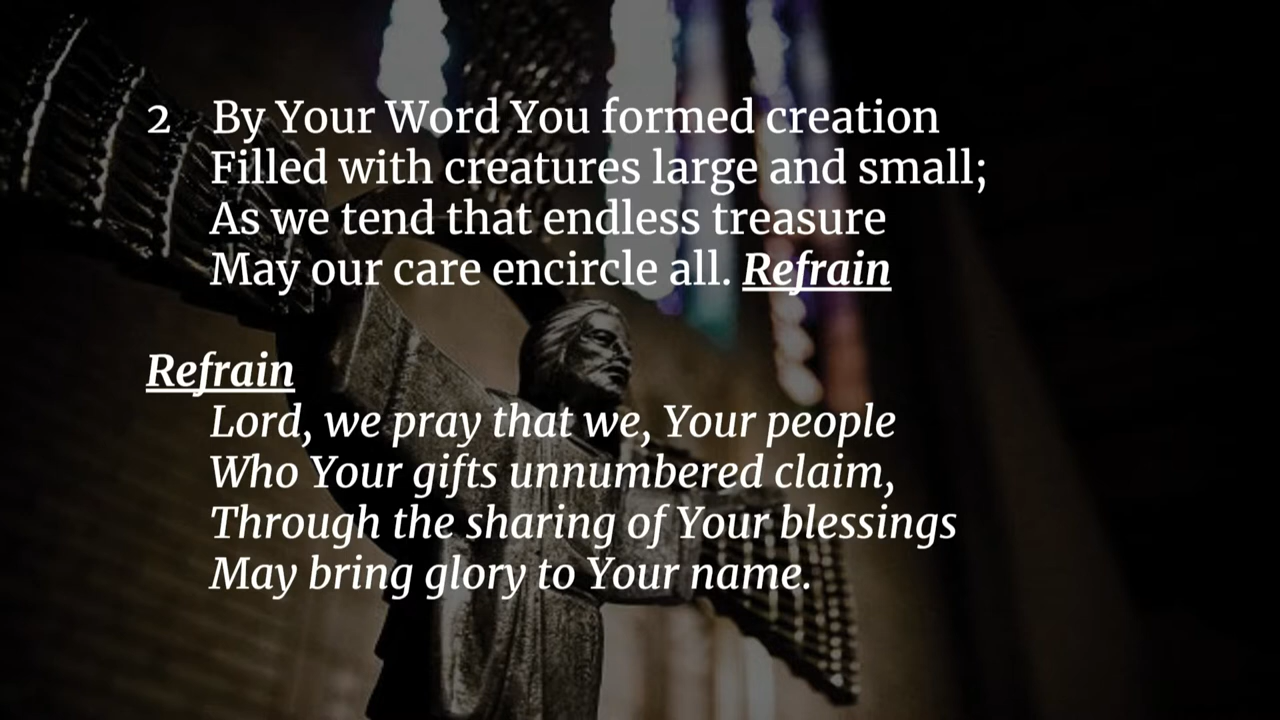 2 By Your Word You formed creation
Filled with creatures large and small;
As we tend that endless treasure
May our care encircle all. Refrain
Refrain
Lord, we pray that we, Your people
Who Your gifts unnumbered claim,
Through the sharing of Your blessings
May bring glory to Your name.